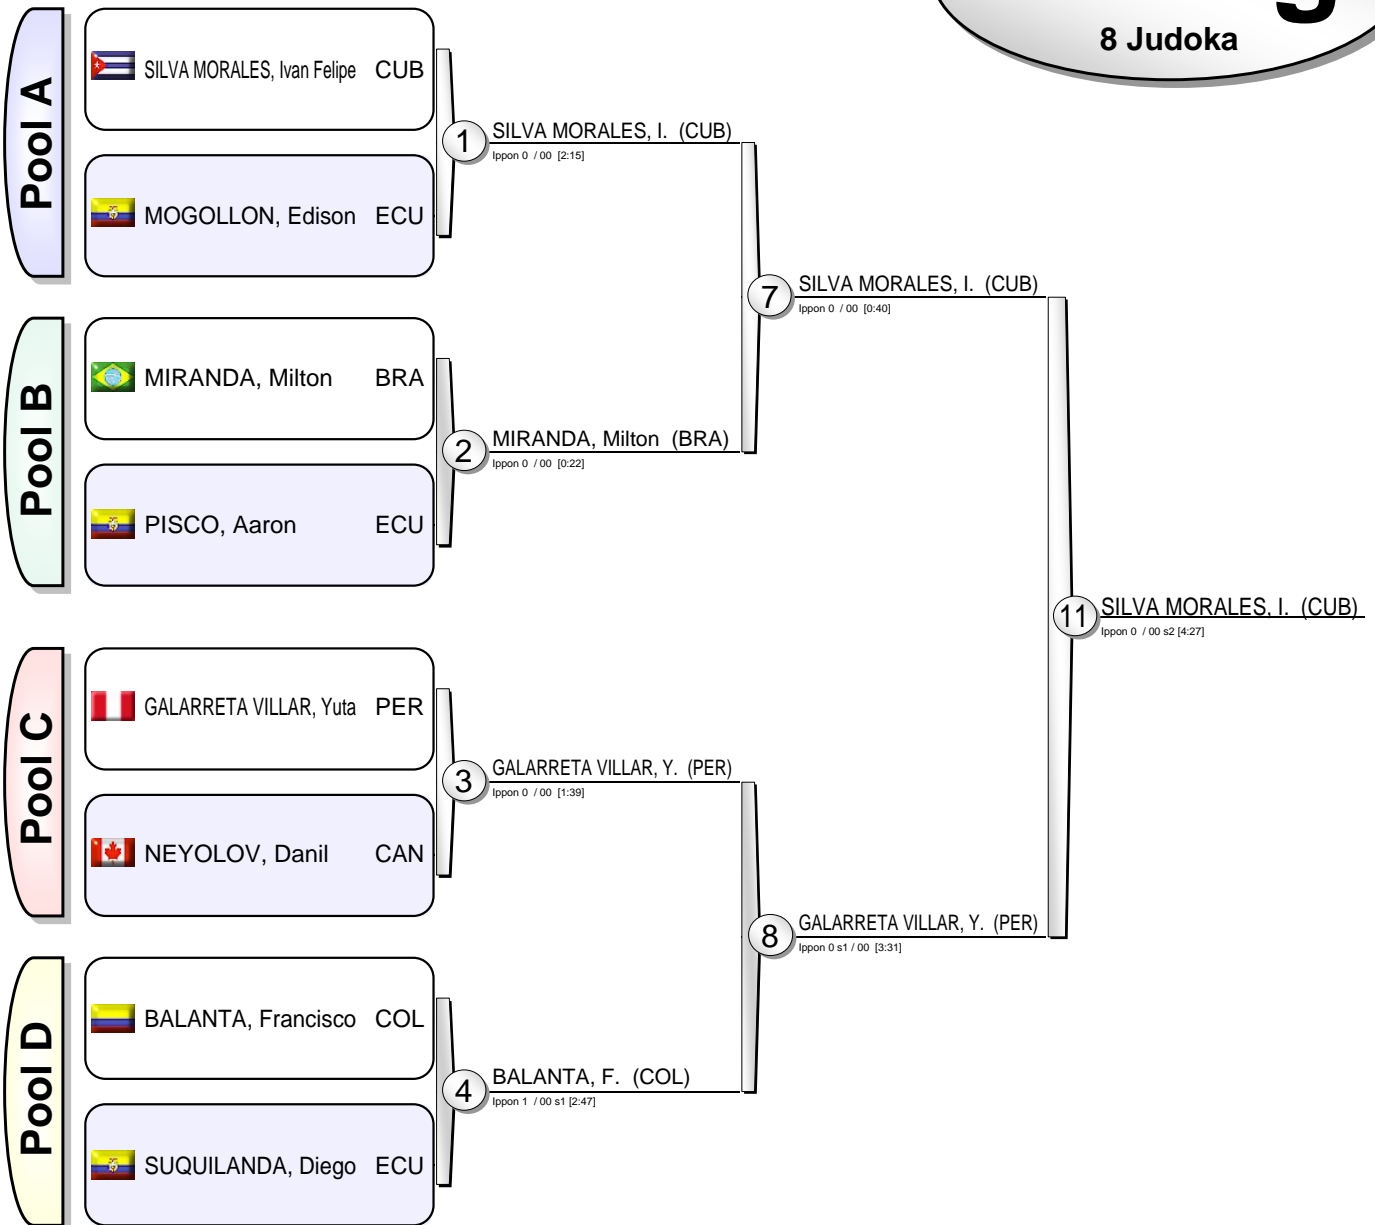 8 Judoka
Pool A
SILVA MORALES, Ivan Felipe CUB
MOGOLLON, Edison ECU
1 SILVA MORALES, I. (CUB)
Ippon 0 / 00 [2:15]
Pool B
MIRANDA, Milton BRA
PISCO, Aaron ECU
2 MIRANDA, Milton (BRA)
Ippon 0 / 00 [0:22]
7 SILVA MORALES, I. (CUB)
Ippon 0 / 00 [0:40]
Pool C
GALARRETA VILLAR, Yuta PER
NEYOLOV, Danil CAN
3 GALARRETA VILLAR, Y. (PER)
Ippon 0 / 00 [1:39]
Pool D
BALANTA, Francisco COL
SUQUILANDA, Diego ECU
4 BALANTA, F. (COL)
Ippon 1 / 00 s1 [2:47]
8 GALARRETA VILLAR, Y. (PER)
Ippon 0 s1 / 00 [3:31]
11 SILVA MORALES, I. (CUB)
Ippon 0 / 00 s2 [4:27]